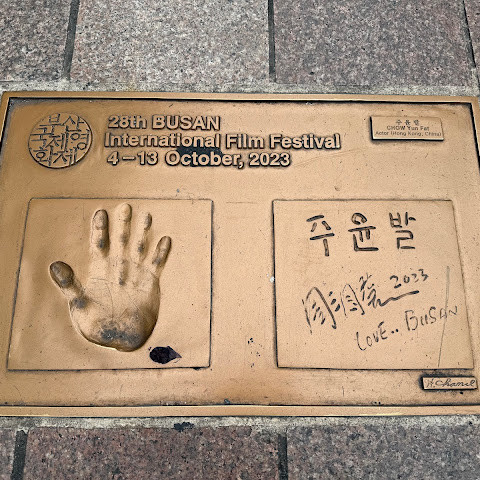 부산
국제영
화제
28th BUSAN
International Film Festival
4–13 October, 2023
주윤발
CHOW Yun Fat
Actor (Hong Kong, China)
주윤발
周潤發 2023
LOVE.. BUSAN